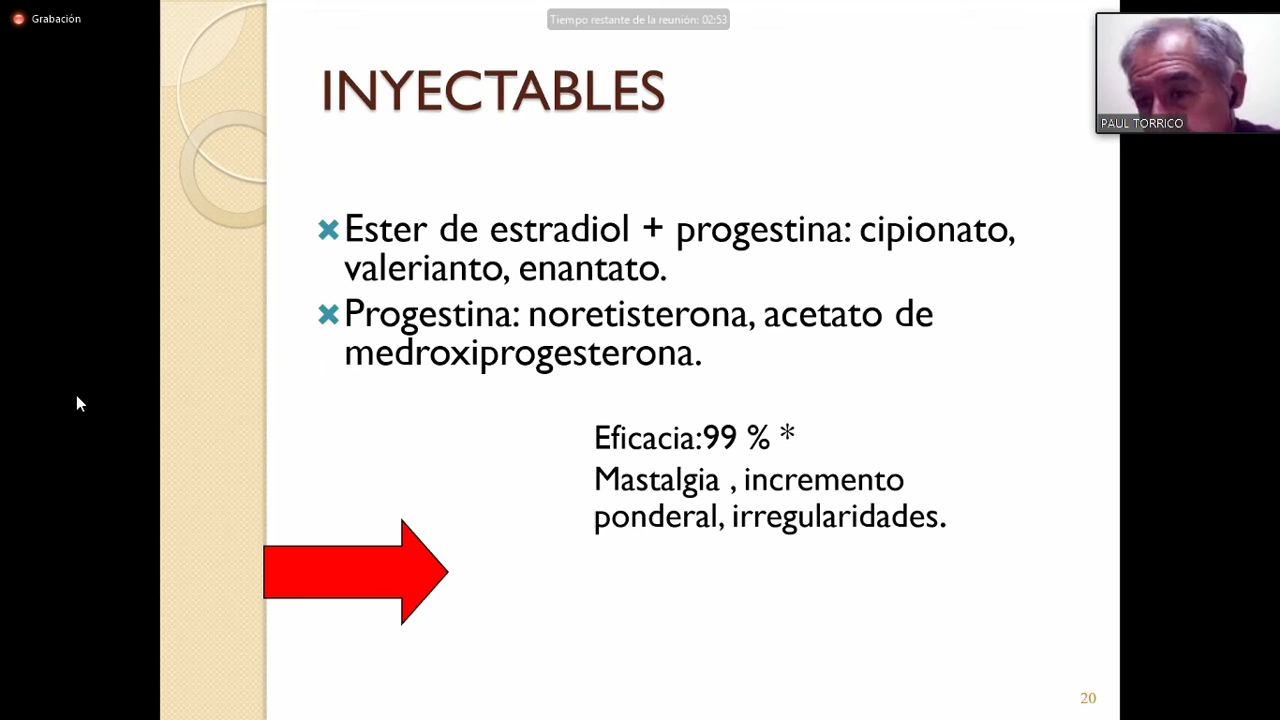 Grabación
Tiempo restante de la reunión: 02:53
PAUL TORRICO
INYECTABLES
Ester de estradiol + progestina: cipionato,
valerianto, enantato.
Progestina: noretisterona, acetato de
medroxiprogesterona.
Eficacia:99 % *
Mastalgia , incremento
ponderal, irregularidades.
20